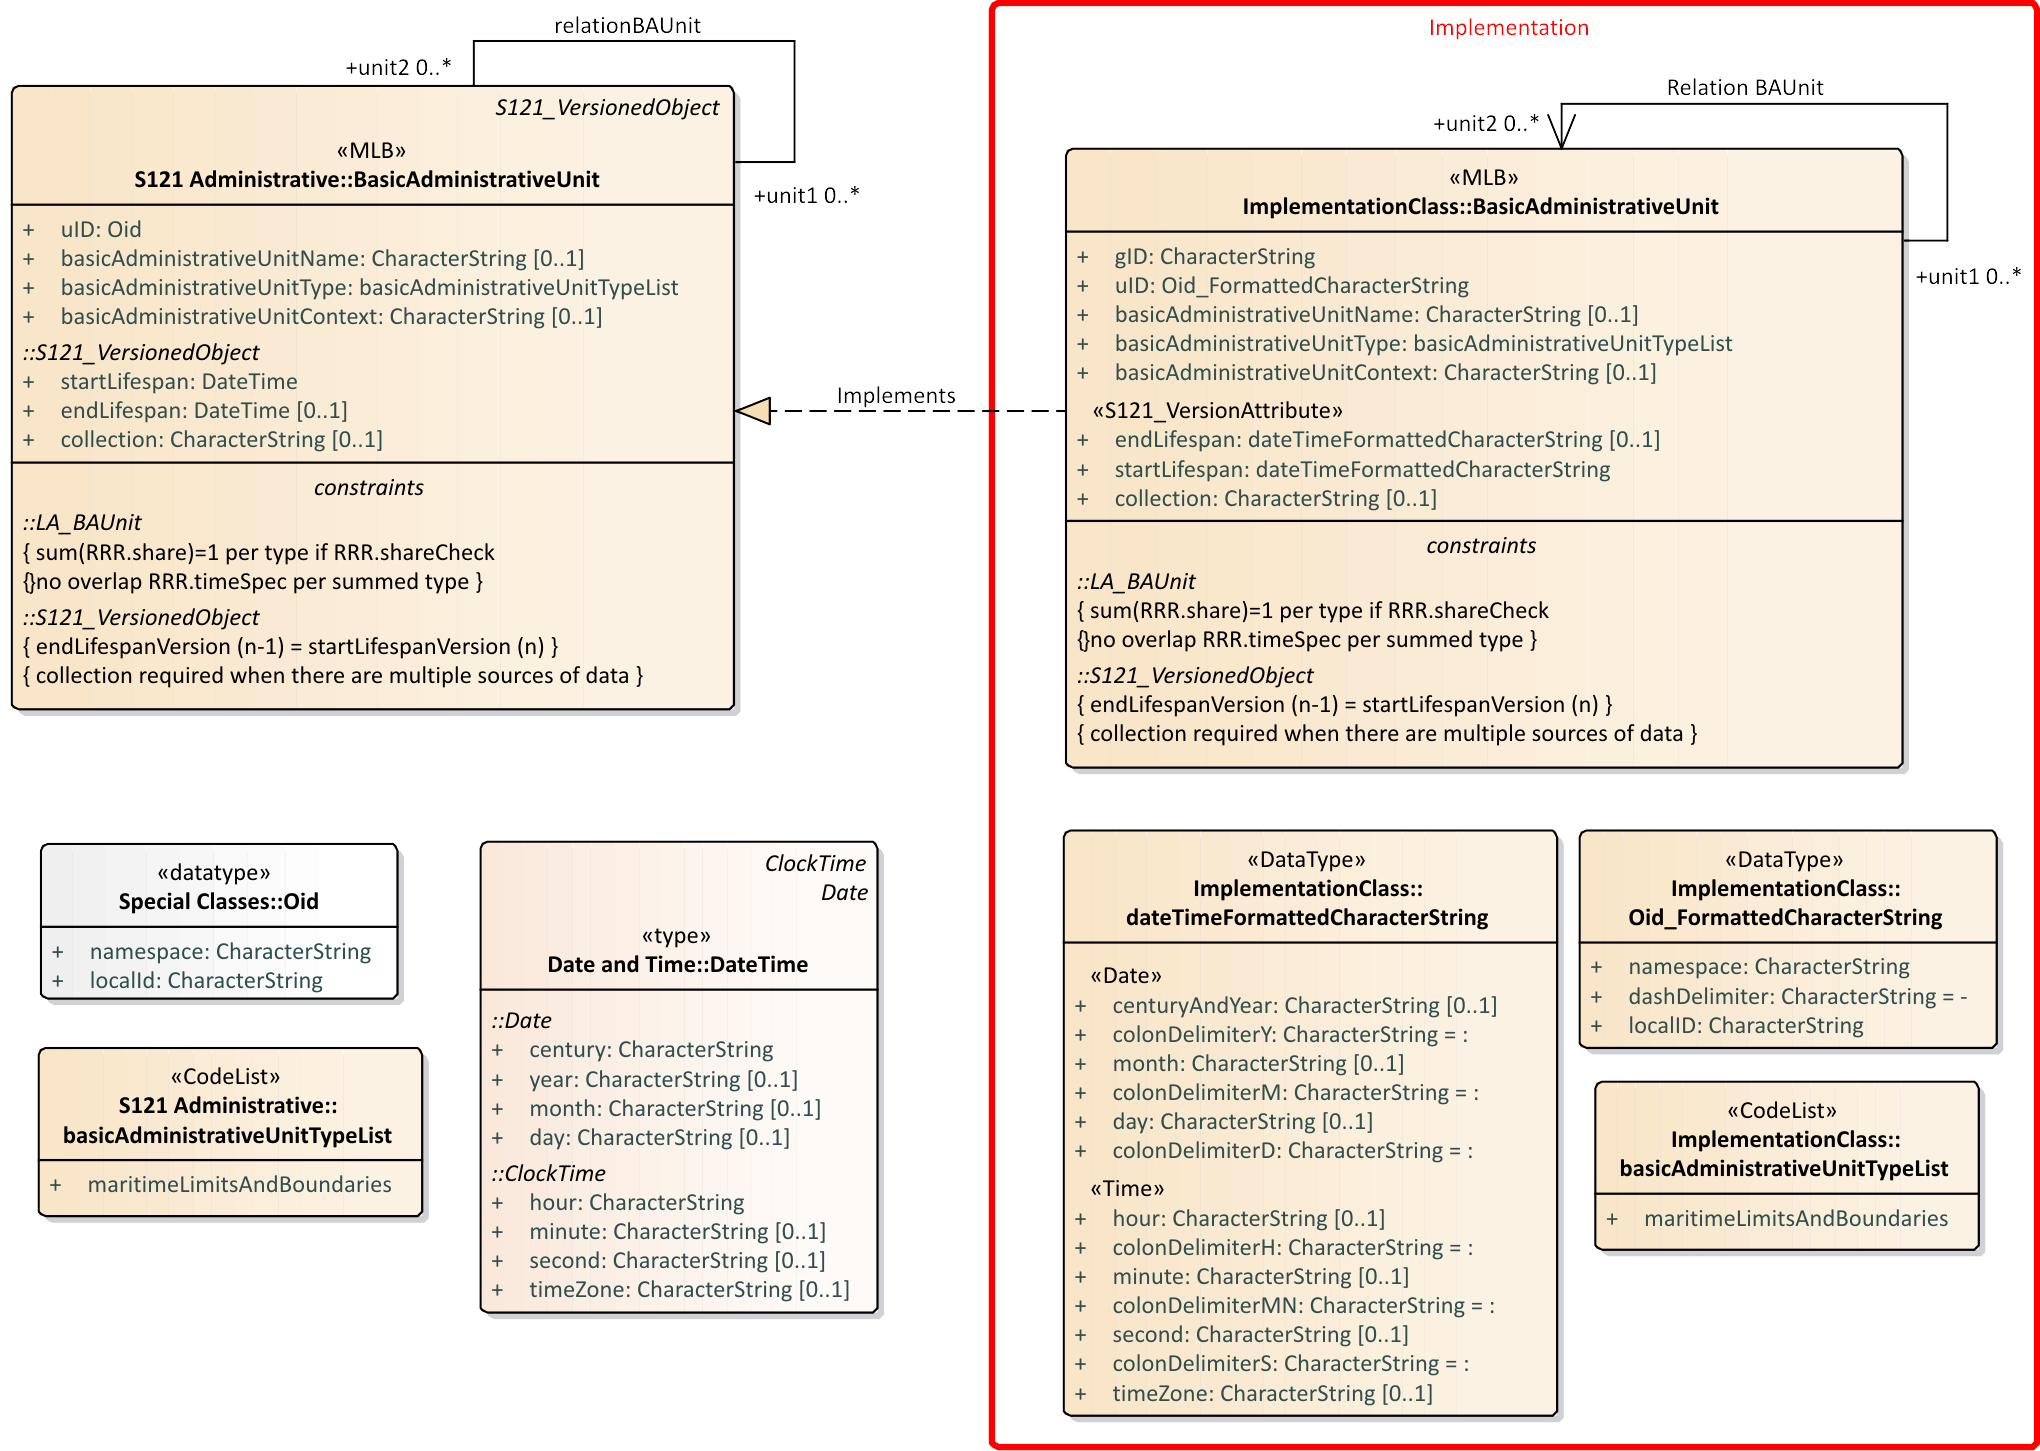 relationBAUnit
+unit2 0..*
S121_VersionedObject
«MLB»
S121 Administrative::BasicAdministrativeUnit
+unit1 0..*
+ uID: Oid
+ basicAdministrativeUnitName: CharacterString [0..1]
+ basicAdministrativeUnitType: basicAdministrativeUnitTypeList
+ basicAdministrativeUnitContext: CharacterString [0..1]
::S121_VersionedObject
+ startLifespan: DateTime
+ endLifespan: DateTime [0..1]
+ collection: CharacterString [0..1]
constraints
::LA_BAUnit
{ sum(RRR.share)=1 per type if RRR.shareCheck
{}no overlap RRR.timeSpec per summed type }
::S121_VersionedObject
{ endLifespanVersion (n-1) = startLifespanVersion (n) }
{ collection required when there are multiple sources of data }
Implements
Implementation
Relation BAUnit
+unit2 0..*
«MLB»
ImplementationClass::BasicAdministrativeUnit
+unit1 0..*
+ gID: CharacterString
+ uID: Oid_FormattedCharacterString
+ basicAdministrativeUnitName: CharacterString [0..1]
+ basicAdministrativeUnitType: basicAdministrativeUnitTypeList
+ basicAdministrativeUnitContext: CharacterString [0..1]
«S121_VersionAttribute»
+ endLifespan: dateTimeFormattedCharacterString [0..1]
+ startLifespan: dateTimeFormattedCharacterString
+ collection: CharacterString [0..1]
constraints
::LA_BAUnit
{ sum(RRR.share)=1 per type if RRR.shareCheck
{}no overlap RRR.timeSpec per summed type }
::S121_VersionedObject
{ endLifespanVersion (n-1) = startLifespanVersion (n) }
{ collection required when there are multiple sources of data }
«datatype»
Special Classes::Oid
+ namespace: CharacterString
+ localId: CharacterString
«CodeList»
S121 Administrative::
basicAdministrativeUnitTypeList
+ maritimeLimitsAndBoundaries
ClockTime
Date
«type»
Date and Time::DateTime
::Date
+ century: CharacterString
+ year: CharacterString [0..1]
+ month: CharacterString [0..1]
+ day: CharacterString [0..1]
::ClockTime
+ hour: CharacterString
+ minute: CharacterString [0..1]
+ second: CharacterString [0..1]
+ timeZone: CharacterString [0..1]
«DataType»
ImplementationClass::
dateTimeFormattedCharacterString
«Date»
+ centuryAndYear: CharacterString [0..1]
+ colonDelimiterY: CharacterString = :
+ month: CharacterString [0..1]
+ colonDelimiterM: CharacterString = :
+ day: CharacterString [0..1]
+ colonDelimiterD: CharacterString = :
«Time»
+ hour: CharacterString [0..1]
+ colonDelimiterH: CharacterString = :
+ minute: CharacterString [0..1]
+ colonDelimiterMN: CharacterString = :
+ second: CharacterString [0..1]
+ colonDelimiterS: CharacterString = :
+ timeZone: CharacterString [0..1]
«DataType»
ImplementationClass::
Oid_FormattedCharacterString
+ namespace: CharacterString
+ dashDelimiter: CharacterString = -
+ localID: CharacterString
«CodeList»
ImplementationClass::
basicAdministrativeUnitTypeList
+ maritimeLimitsAndBoundaries